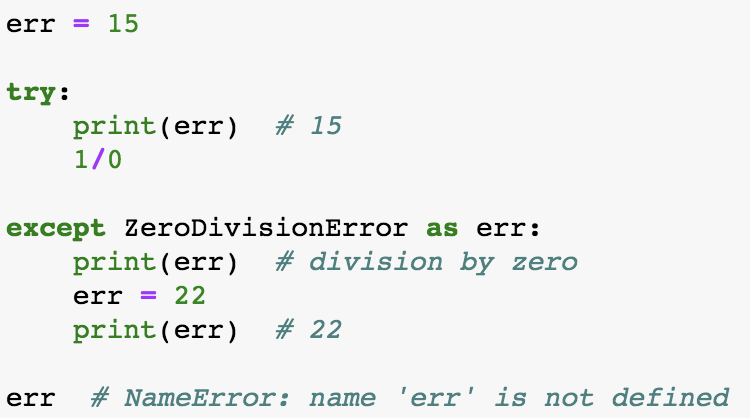 err = 15
try:
    print(err)  # 15
    1/0
except ZeroDivisionError as err:
    print(err)  # division by zero
    err = 22
    print(err)  # 22
err  # NameError: name 'err' is not defined